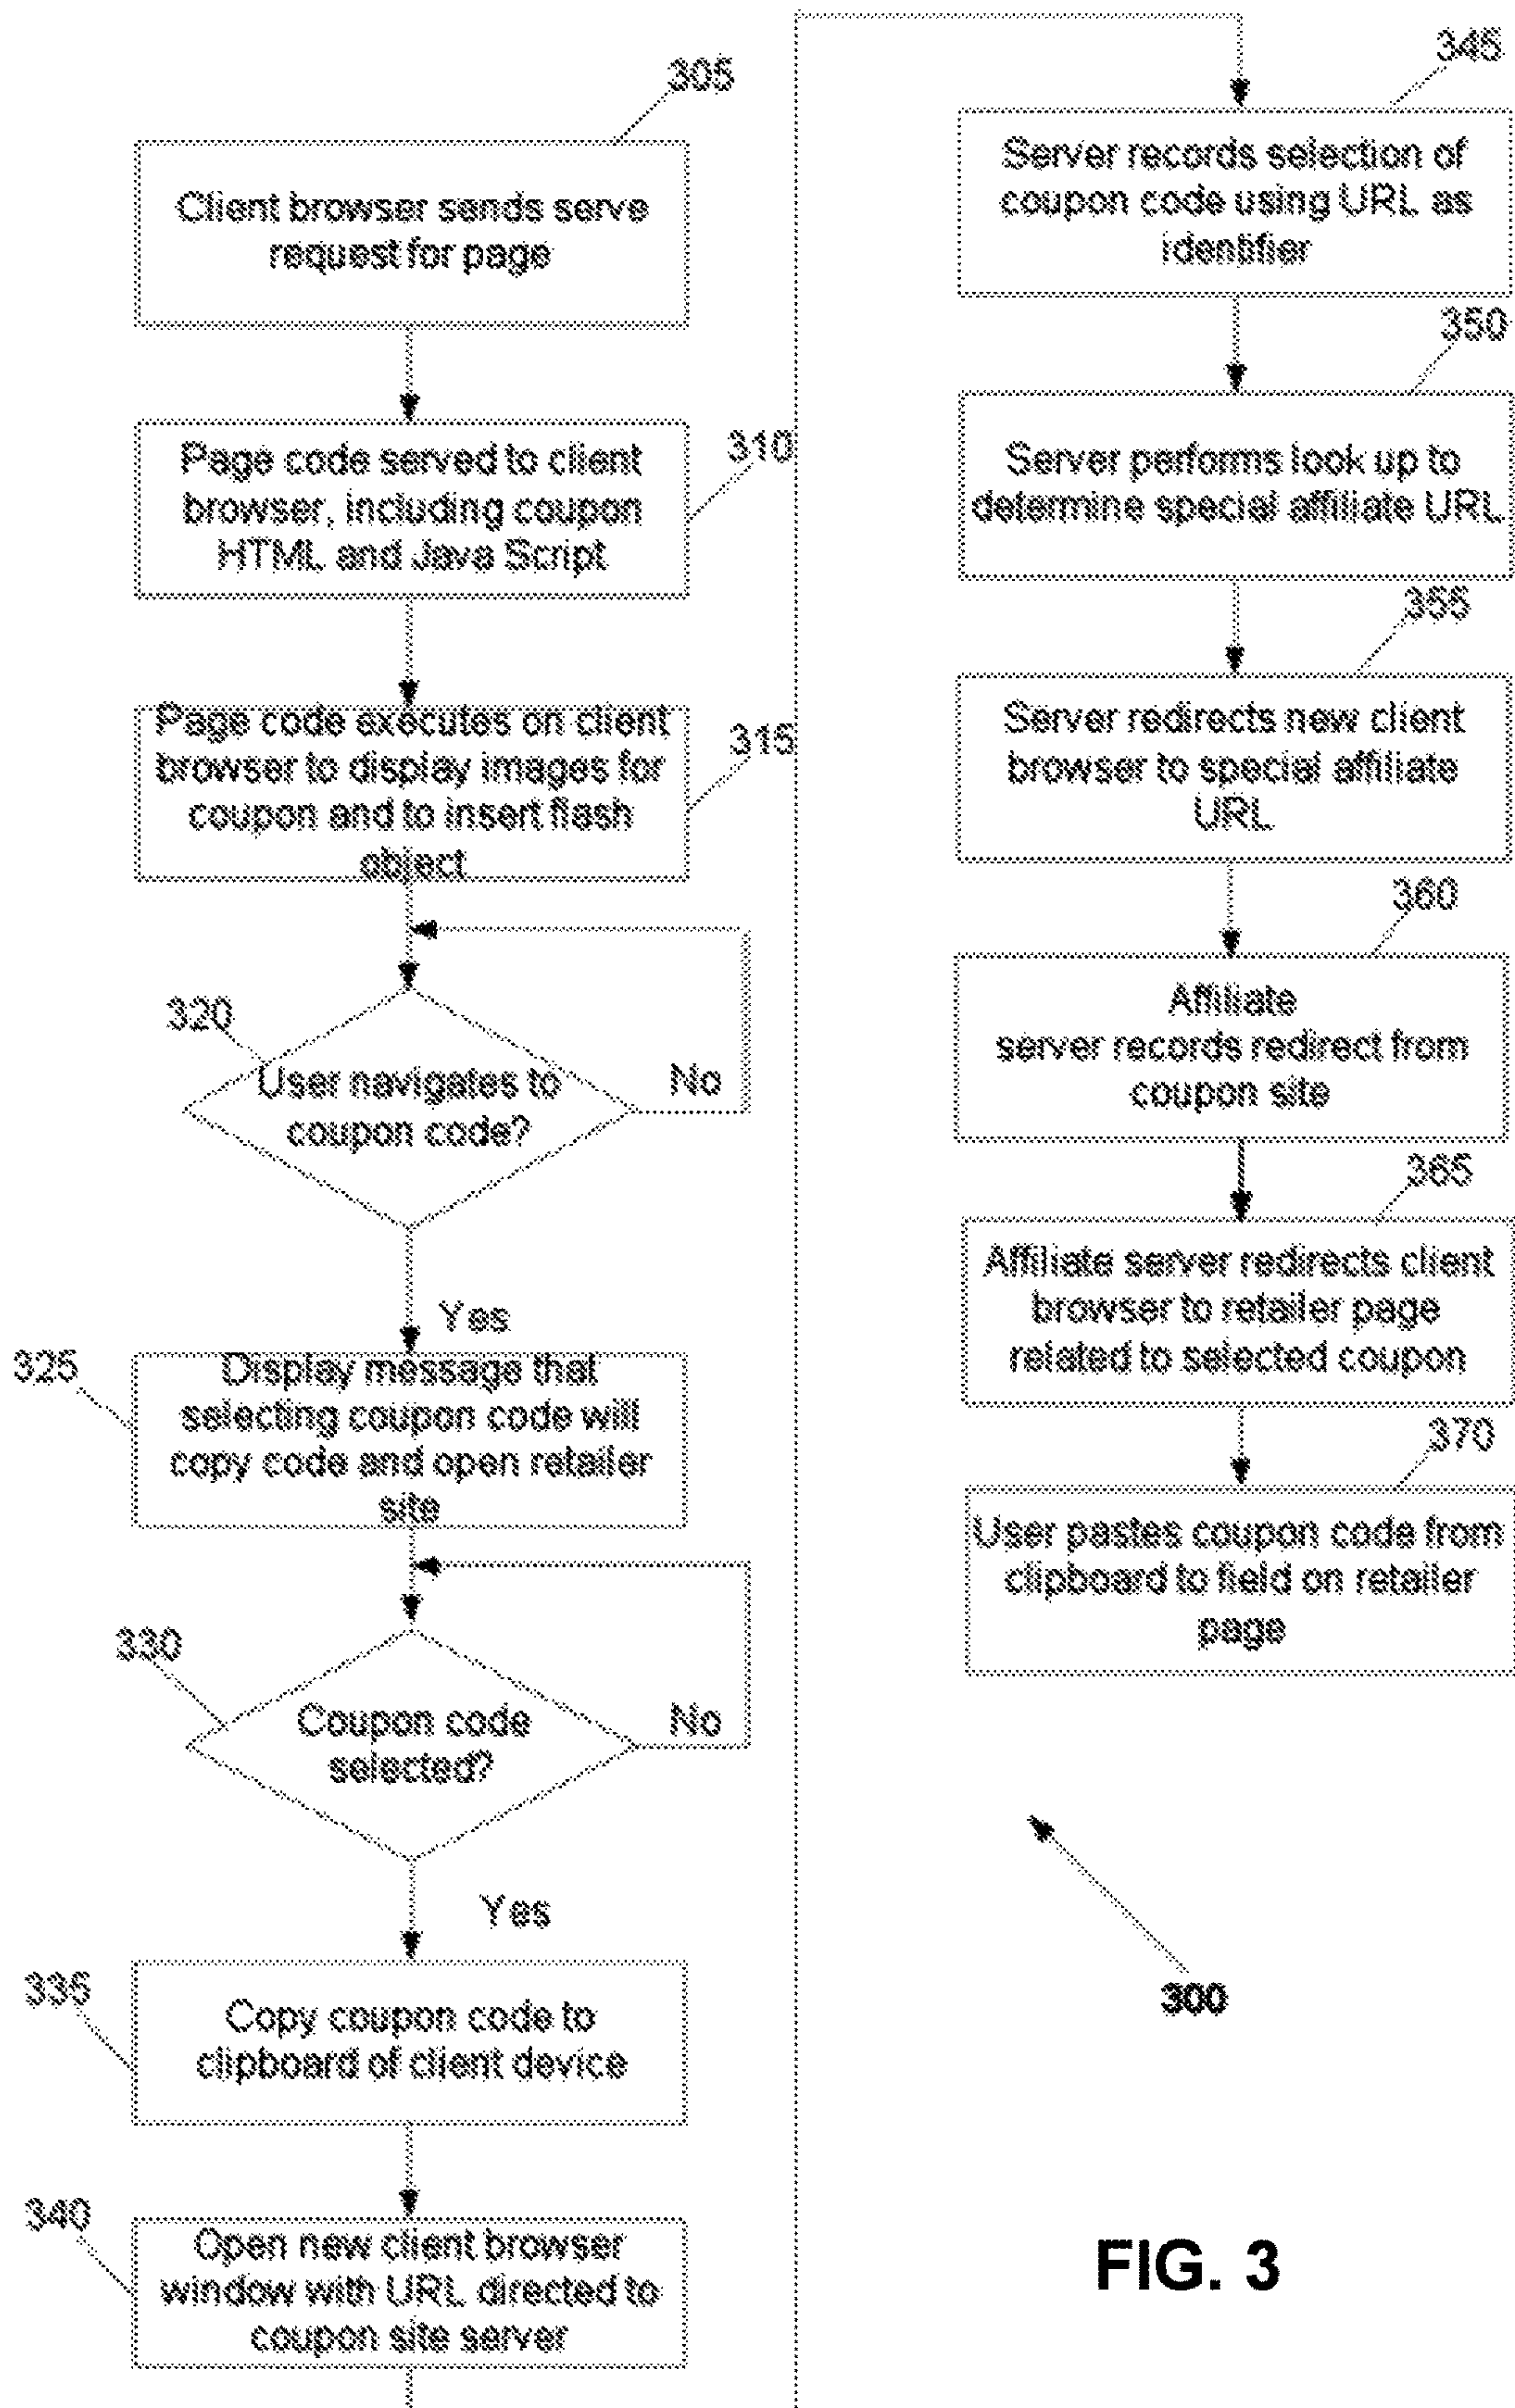 305
Client browser sends serve
request for page
310
Page code served to client
browser, including coupon
HTML and Java Script
315
Page code executes on client
browser to display images for
coupon and to insert flash
object
320
User navigates to
coupon code?
No
Yes
325
Display message that
selecting coupon code will
copy code and open retailer
site
330
Coupon code
selected?
No
Yes
335
Copy coupon code to
clipboard of client device
340
Open new client browser
window with URL directed to
coupon site server
345
Server records selection of
coupon code using URL as
identifier
350
Server performs look up to
determine special affiliate URL
355
Server redirects new client
browser to special affiliate
URL
360
Affiliate
server records redirect from
coupon site
365
Affiliate server redirects client
browser to retailer page
related to selected coupon
370
User pastes coupon code from
clipboard to field on retailer
page
300
FIG. 3